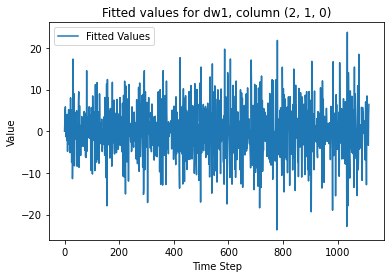 Fitted values for dw1, column (2, 1, 0)
Fitted Values
Value
20
10
0
−10
−20
0
200
400
600
800
1000
Time Step